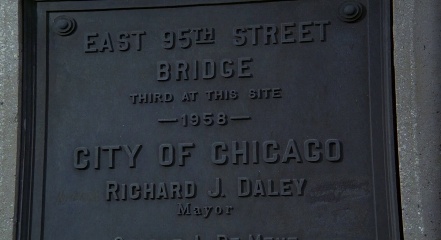 EAST 95TH STREET
BRIDGE
THIRD AT THIS SITE
—1958—
CITY OF CHICAGO
RICHARD J. DALEY
Mayor